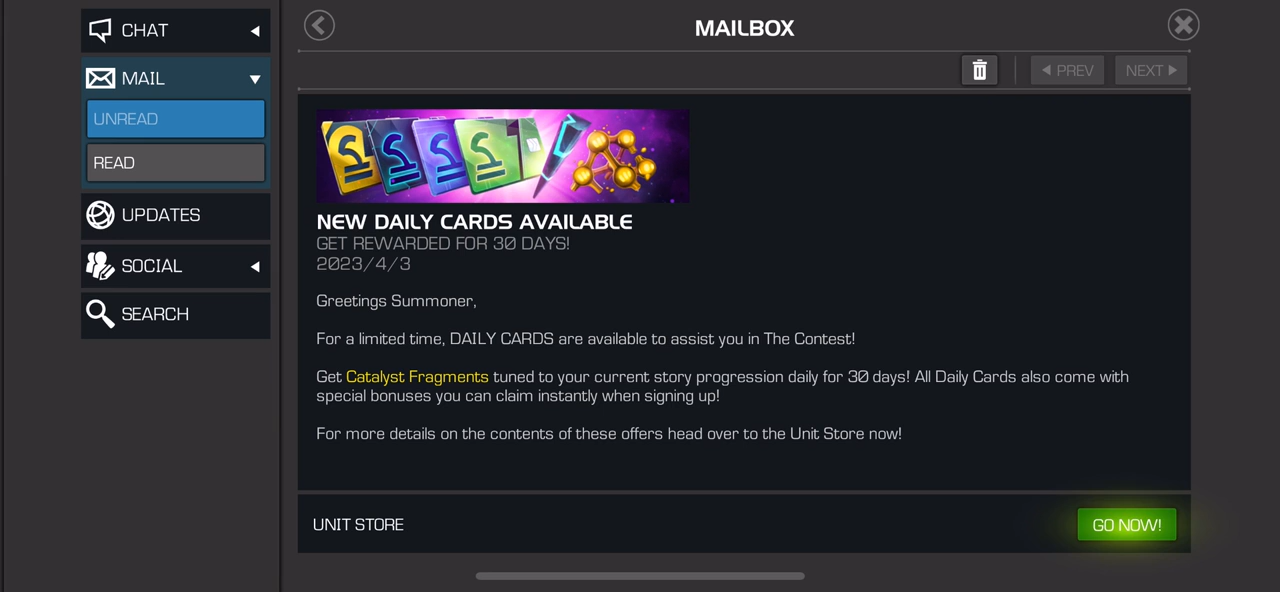 CHAT
MAIL
UNREAD
READ
UPDATES
SOCIAL
SEARCH
MAILBOX
PREV
NEXT
NEW DAILY CARDS AVAILABLE
GET REWARDED FOR 30 DAYS!
2023/4/3
Greetings Summoner,
For a limited time, DAILY CARDS are available to assist you in The Contest!
Get Catalyst Fragments tuned to your current story progression daily for 30 days! All Daily Cards also come with
special bonuses you can claim instantly when signing up!
For more details on the contents of these offers head over to the Unit Store now!
UNIT STORE
GO NOW!